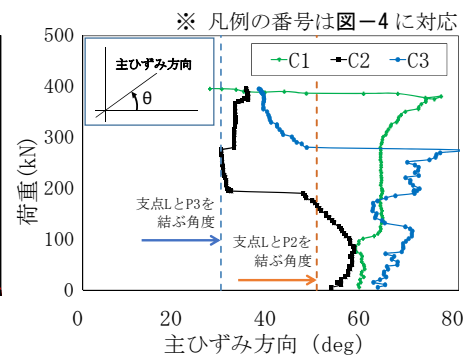 ※ 凡例の番号は図－4 に対応
C1 C2 C3
主ひずみ方向
θ
荷重(kN)
500
400
300
200
100
0
支点LとP3を
結ぶ角度
支点LとP2を
結ぶ角度
0 20 40 60 80
主ひずみ方向 (deg)